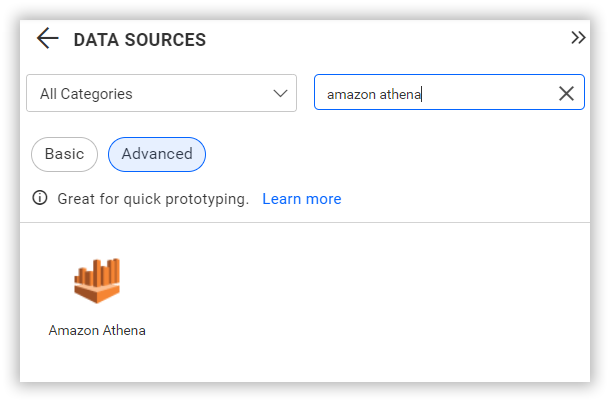 DATA SOURCES
All Categories
amazon athena
Basic
Advanced
Great for quick prototyping. Learn more
Amazon Athena